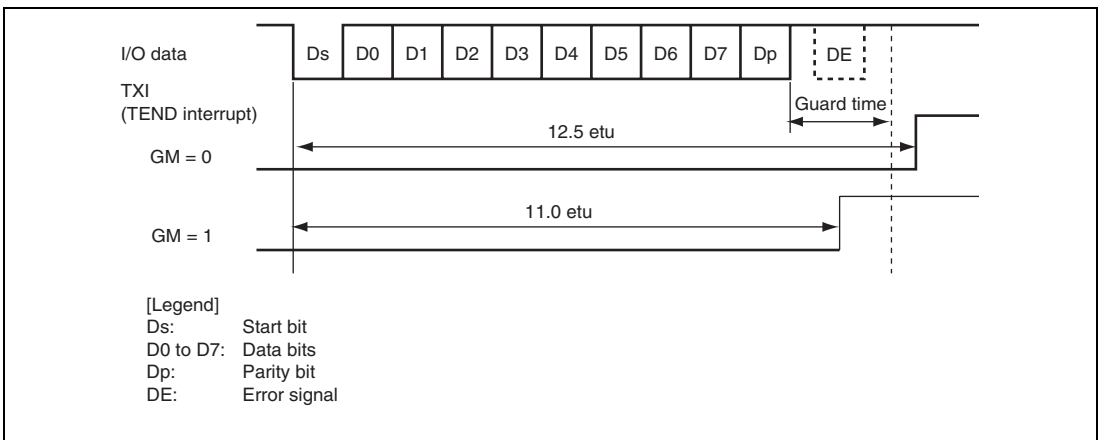 I/O data
Ds D0 D1 D2 D3 D4 D5 D6 D7 Dp DE
TXI
(TEND interrupt)
Guard time
12.5 etu
GM = 0
11.0 etu
GM = 1
[Legend]
Ds: Start bit
D0 to D7: Data bits
Dp: Parity bit
DE: Error signal